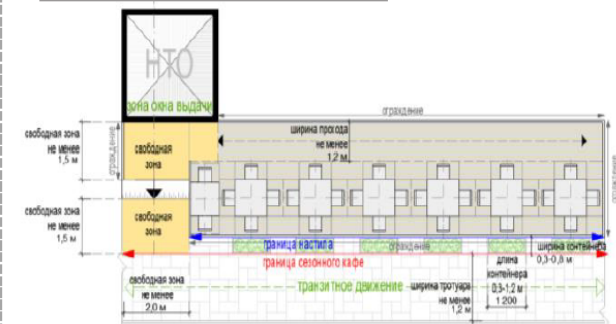 НТО
зона окна выдачи
ограждение
свободная зона
не менее
1,5 м
ограждение
свободная
зона
ширина прохода
не менее
1,2 м
ограждение
свободная зона
не менее
1,5 м
свободная
зона
граница настила
ограждение
ширина контейнера
0,3-0,8 м
граница сезонного кафе
длина
контейнера
0,3-1,2 м
1 200
свободная зона
не менее
2,0 м
транзитное движение
ширина тротуара
не менее
1,2 м